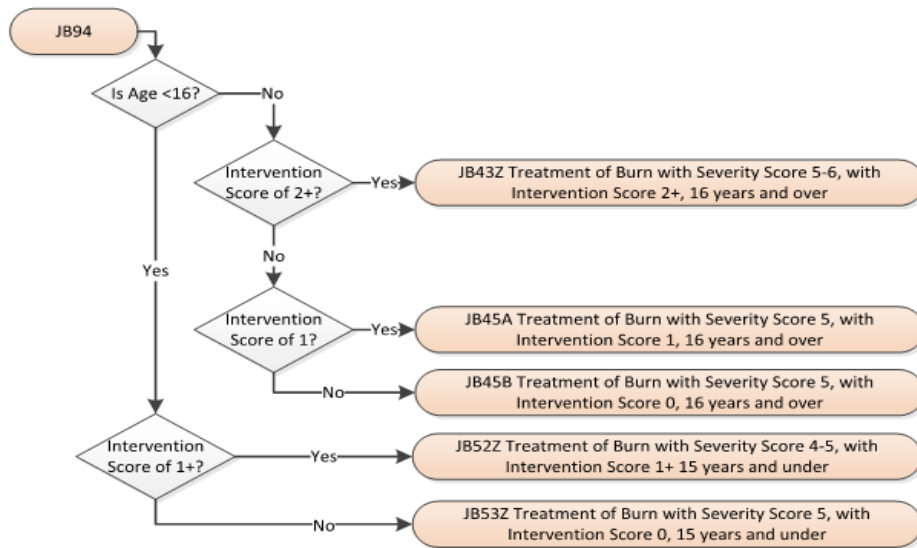 JB94
Is Age <16?
No
Intervention
Score of 2+?
Yes
JB43Z Treatment of Burn with Severity Score 5-6, with
Intervention Score 2+, 16 years and over
No
Yes
Intervention
Score of 1?
Yes
JB45A Treatment of Burn with Severity Score 5, with
Intervention Score 1, 16 years and over
No
JB45B Treatment of Burn with Severity Score 5, with
Intervention Score 0, 16 years and over
Intervention
Score of 1+?
Yes
JB52Z Treatment of Burn with Severity Score 4-5, with
Intervention Score 1+ 15 years and under
No
JB53Z Treatment of Burn with Severity Score 5, with
Intervention Score 0, 15 years and under